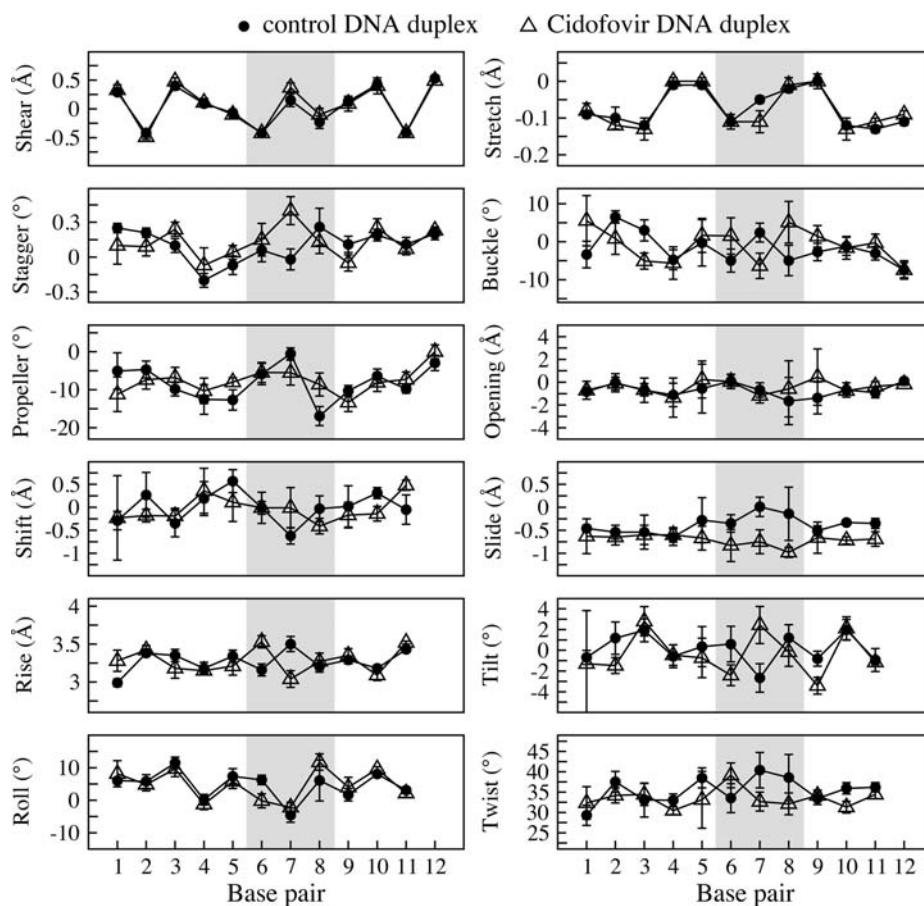 ● control DNA duplex △ Cidofovir DNA duplex
Shear (Å)
0.5
0
-0.5
Stretch (Å)
0
-0.1
-0.2
Stagger (°)
0.3
0
-0.3
Buckle (°)
10
0
-10
Propeller (°)
0
-10
-20
Opening (Å)
4
2
0
-2
-4
Shift (Å)
0.5
0
-0.5
-1
Slide (Å)
0.5
0
-0.5
-1
Rise (Å)
4
3.5
3
Tilt (°)
4
2
0
-2
-4
Roll (°)
10
0
-10
Twist (°)
45
40
35
30
25
1 2 3 4 5 6 7 8 9 10 11 12
Base pair
1 2 3 4 5 6 7 8 9 10 11 12
Base pair